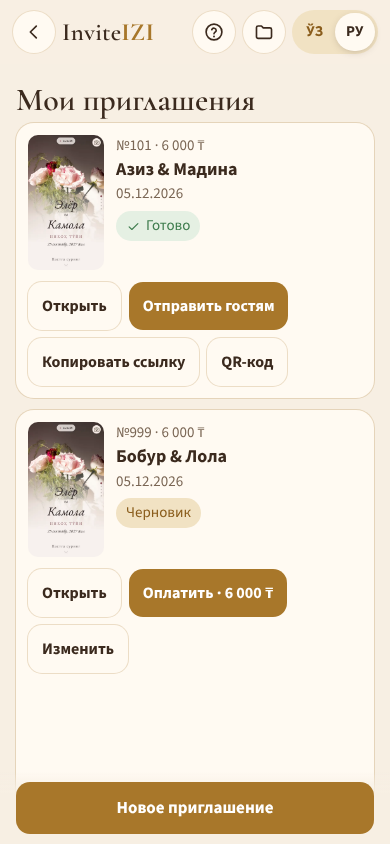 InviteIZI
ЎЗ
РУ
Мои приглашения
№101 · 6 000 ₸
Азиз & Мадина
05.12.2026
Готово
Элёр
Камола
Открыть
Отправить гостям
Копировать ссылку
QR-код
№999 · 6 000 ₸
Бобур & Лола
05.12.2026
Черновик
Элёр
Камола
Открыть
Оплатить · 6 000 ₸
Изменить
Новое приглашение